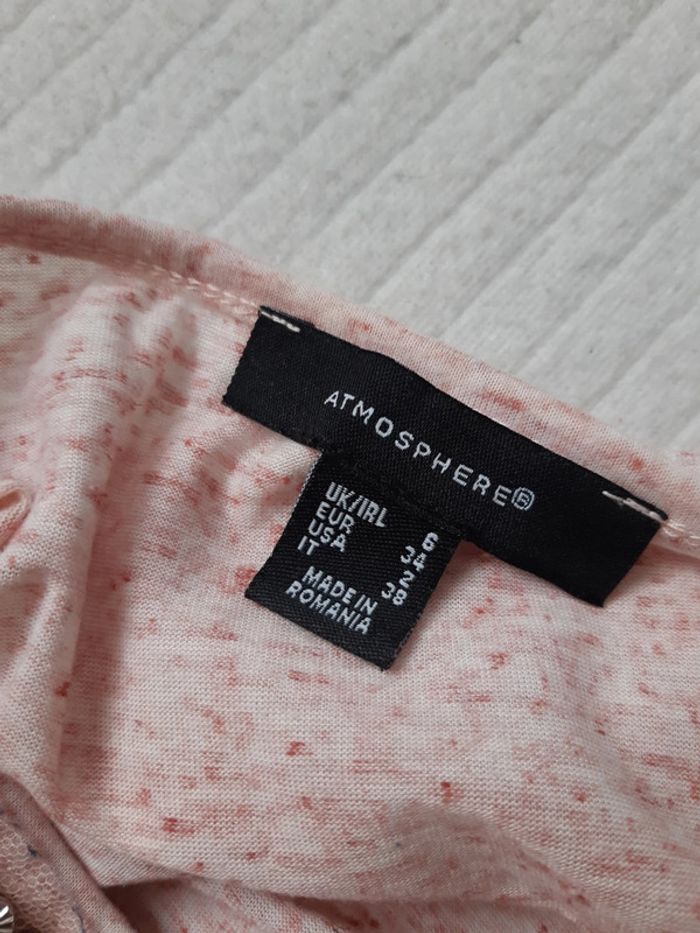 ATMOSPHERE®
UK/IRL 6
EUR 34
USA 2
IT 38
MADE IN
ROMANIA